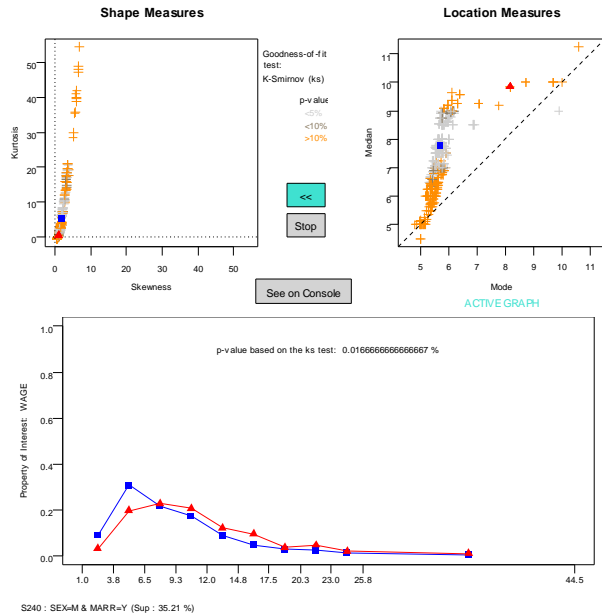 Shape Measures
Location Measures
Goodness-of-fit
test:
K-Smirnov (ks)
p-value
<5%
<10%
>10%
<<
Stop
See on Console
Kurtosis
0 10 20 30 40 50
0 10 20 30 40 50
Skewness
Median
5 6 7 8 9 10 11
5 6 7 8 9 10 11
Mode
ACTIVE GRAPH
p-value based on the ks test: 0.0166666666666667 %
Property of Interest: WAGE
0.0 0.2 0.4 0.6 0.8 1.0
1.0 3.8 6.5 9.3 12.0 14.8 17.5 20.3 23.0 25.8 44.5
S240 : SEX=M & MARR=Y (Sup : 35.21 %)